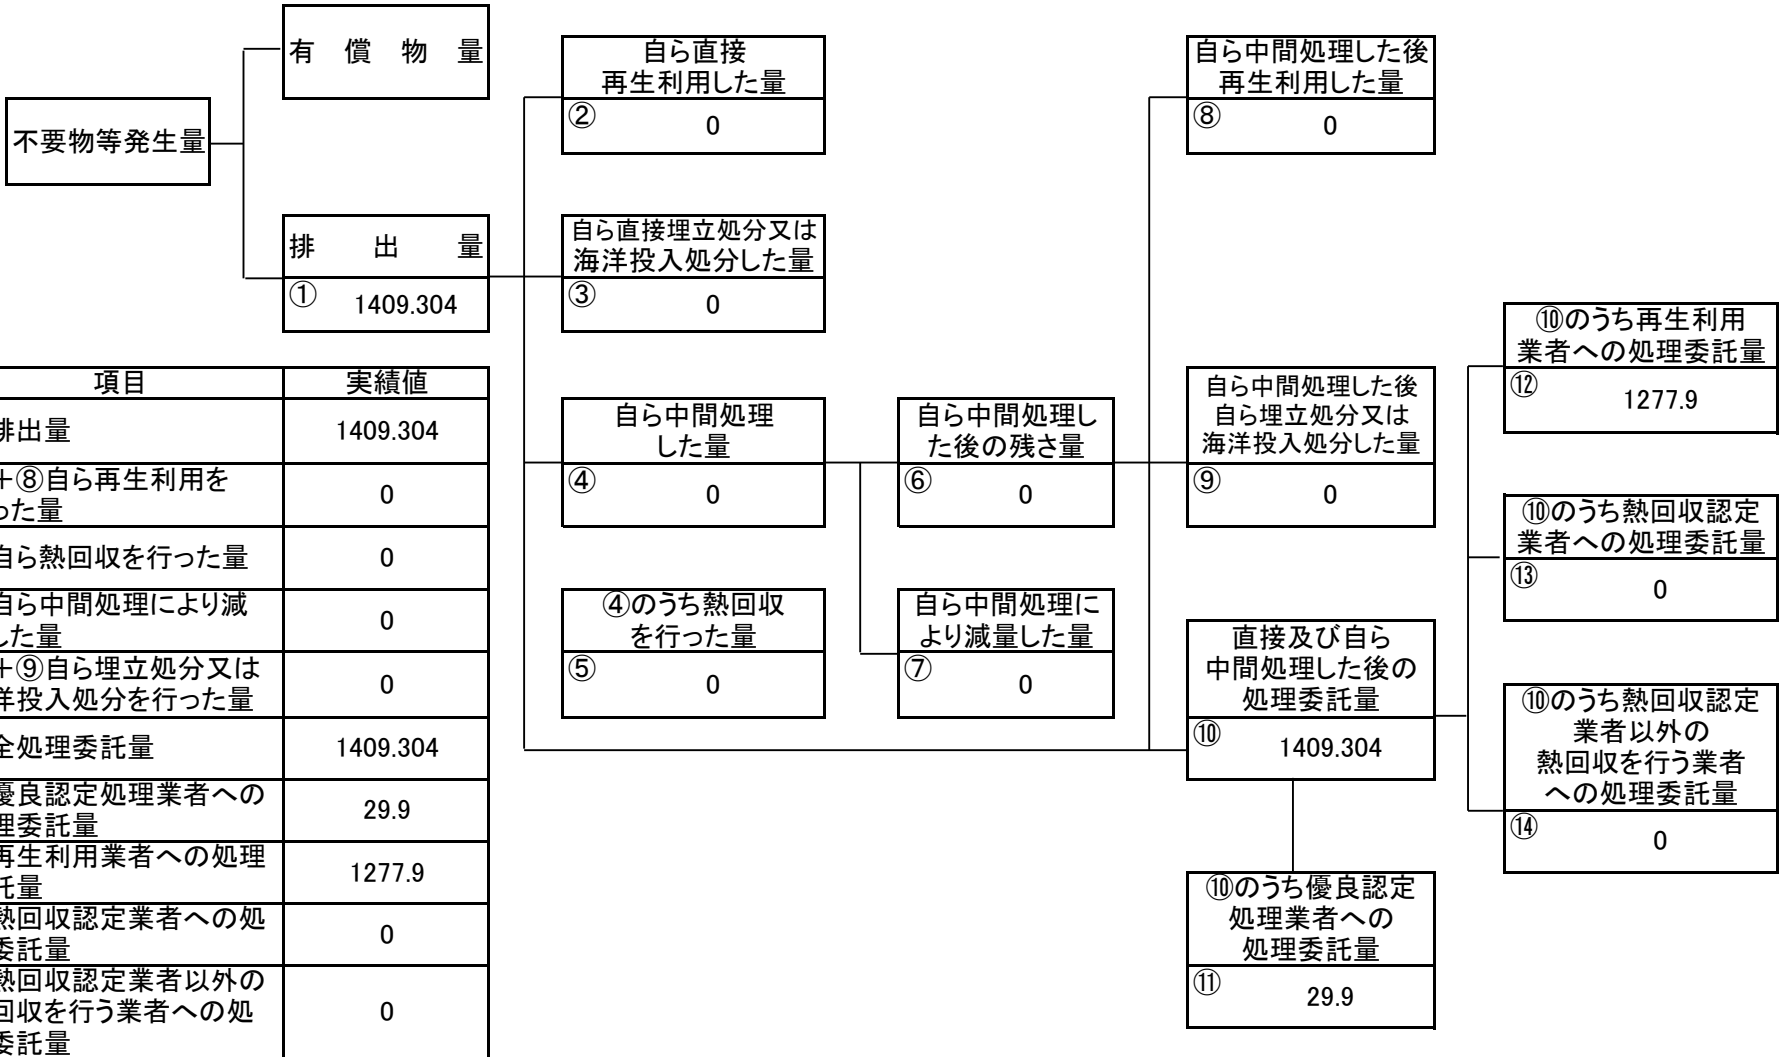 有償物量
不要物等発生量
排出量
① 1409.304
自ら直接
再生利用した量
② 0
自ら直接埋立処分又は
海洋投入処分した量
③ 0
自ら中間処理
した量
④ 0
④のうち熱回収
を行った量
⑤ 0
自ら中間処理し
た後の残さ量
⑥ 0
自ら中間処理に
より減量した量
⑦ 0
自ら中間処理した後
再生利用した量
⑧ 0
自ら中間処理した後
自ら埋立処分又は
海洋投入処分した量
⑨ 0
直接及び自ら
中間処理した後の
処理委託量
⑩ 1409.304
⑩のうち優良認定
処理業者への
処理委託量
⑪ 29.9
⑩のうち再生利用
業者への処理委託量
⑫ 1277.9
⑩のうち熱回収認定
業者への処理委託量
⑬ 0
⑩のうち熱回収認定
業者以外の
熱回収を行う業者
への処理委託量
⑭ 0
項目 実績値
排出量 1409.304
+⑧自ら再生利用を
った量 0
自ら熱回収を行った量 0
自ら中間処理により減
した量 0
+⑨自ら埋立処分又は
洋投入処分を行った量 0
全処理委託量 1409.304
優良認定処理業者への
理委託量 29.9
再生利用業者への処理
託量 1277.9
熱回収認定業者への処
委託量 0
熱回収認定業者以外の
回収を行う業者への処
委託量 0